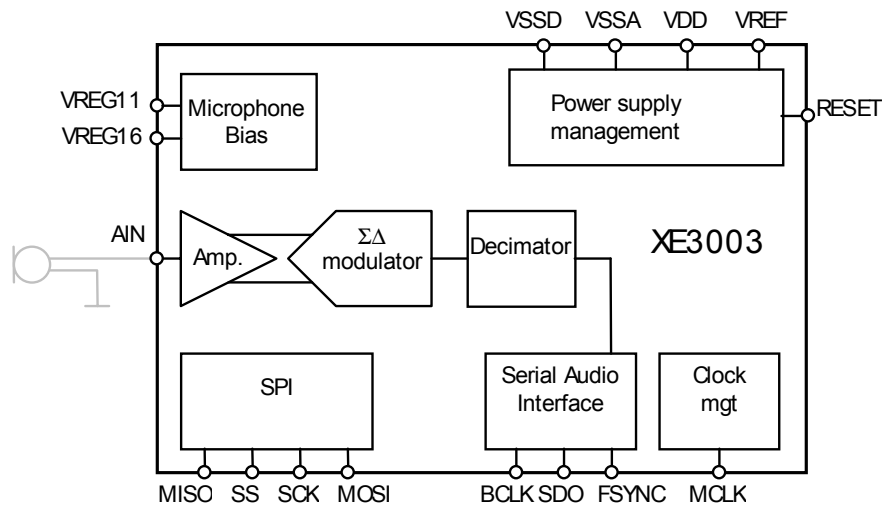 VSSD VSSA VDD VREF
VREG11
VREG16
Microphone
Bias
Power supply
management
RESET
AIN
Amp.
ΣΔ
modulator
Decimator
XE3003
SPI
Serial Audio
Interface
Clock
mgt
MISO SS SCK MOSI BCLK SDO FSYNC MCLK